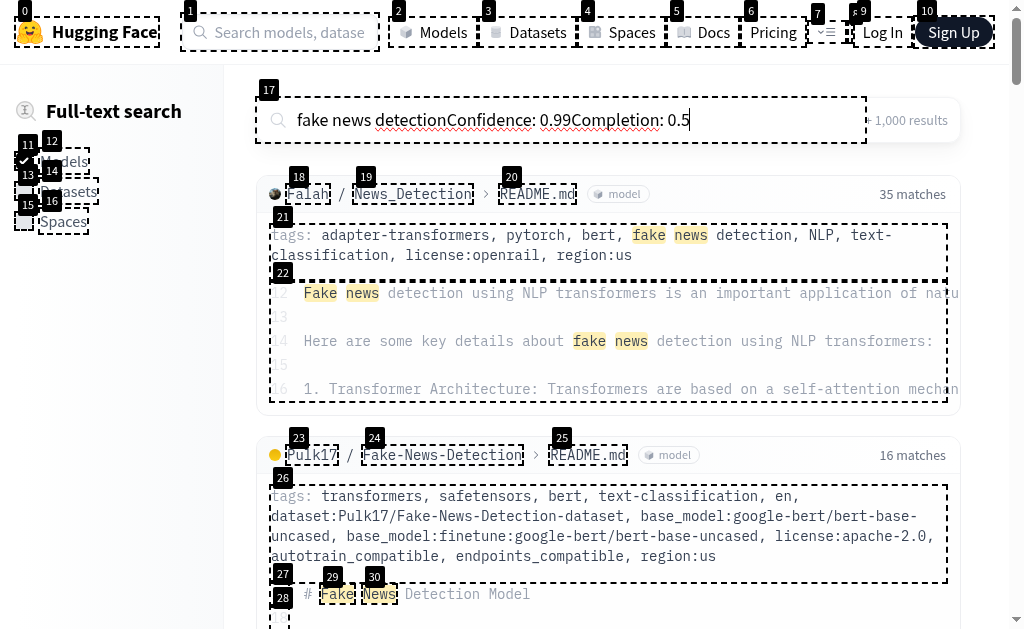 0 1 2 3 4 5 6 7 9 10
Hugging Face Search models, datase Models Datasets Spaces Docs Pricing Log In Sign Up
17
Full-text search
fake news detectionConfidence: 0.99Completion: 0.5 + 1,000 results
11 12
Models
13 14
Datasets
15 16
Spaces
18 19 20
Falah / News_Detection › README.md model 35 matches
21
tags: adapter-transformers, pytorch, bert, fake news detection, NLP, text-
classification, license:openrail, region:us
22
12 Fake news detection using NLP transformers is an important application of natu
13
14 Here are some key details about fake news detection using NLP transformers:
15
16 1. Transformer Architecture: Transformers are based on a self-attention mechan
23 24 25
Pulk17 / Fake-News-Detection › README.md model 16 matches
26
tags: transformers, safetensors, bert, text-classification, en,
dataset:Pulk17/Fake-News-Detection-dataset, base_model:google-bert/bert-base-
uncased, base_model:finetune:google-bert/bert-base-uncased, license:apache-2.0,
autotrain_compatible, endpoints_compatible, region:us
27 29 30
28 # Fake News Detection Model
18